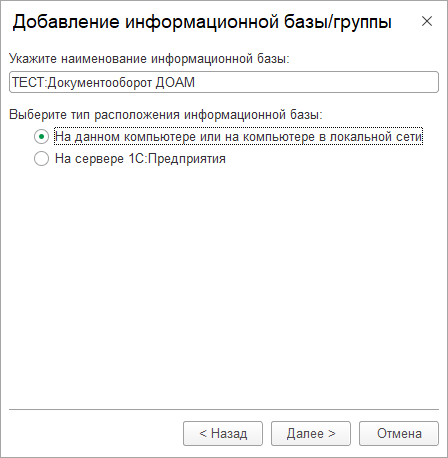 Добавление информационной базы/группы
Укажите наименование информационной базы:
ТЕСТ:Документооборот ДОАМ
Выберите тип расположения информационной базы:
На данном компьютере или на компьютере в локальной сети
На сервере 1С:Предприятия
< Назад
Далее >
Отмена